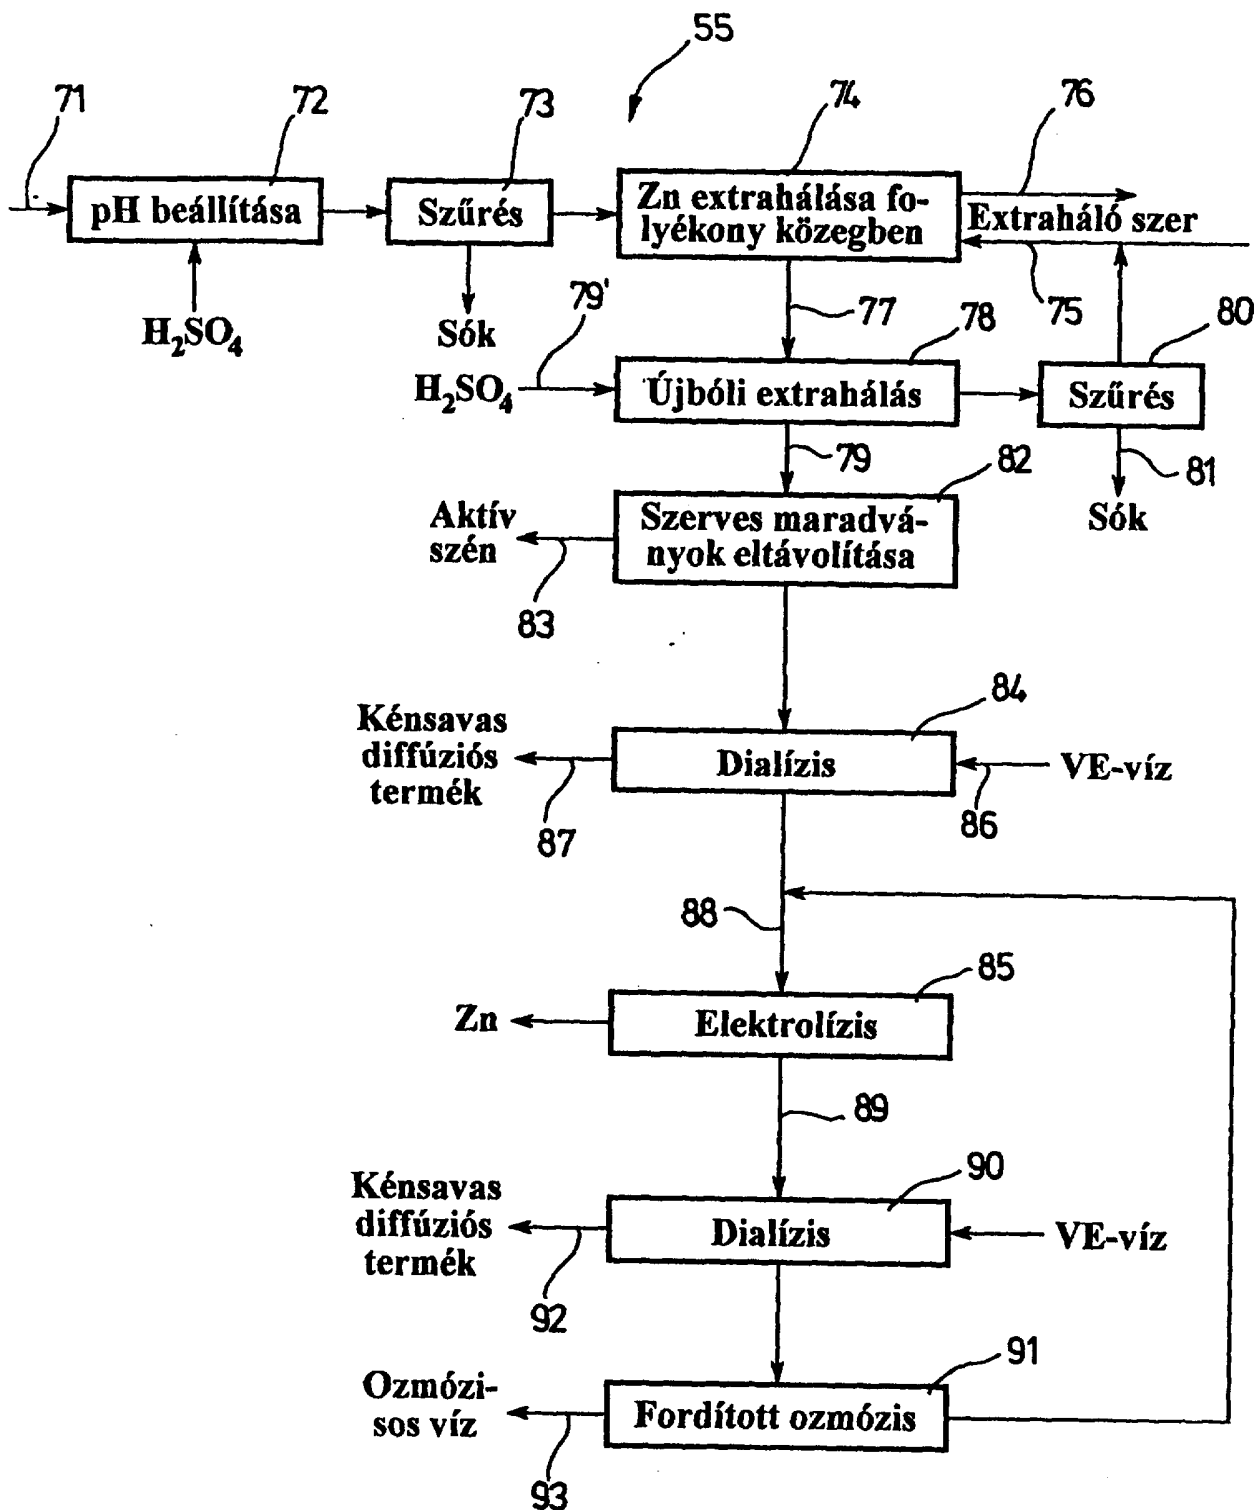 55
71
72
73
74
76
pH beállítása
Szűrés
Zn extrahálása fo-
lyékony közegben
Extraháló szer
H₂SO₄
Sók
79'
77
78
75
80
H₂SO₄
Újbóli extrahálás
Szűrés
79
82
81
Aktív
szén
Szerves maradvá-
nyok eltávolítása
Sók
83
84
Kénsavas
diffúziós
termék
Dialízis
VE-víz
87
86
88
85
Zn
Elektrolízis
89
90
Kénsavas
diffúziós
termék
Dialízis
VE-víz
92
91
Ozmózi-
sos víz
Fordított ozmózis
93